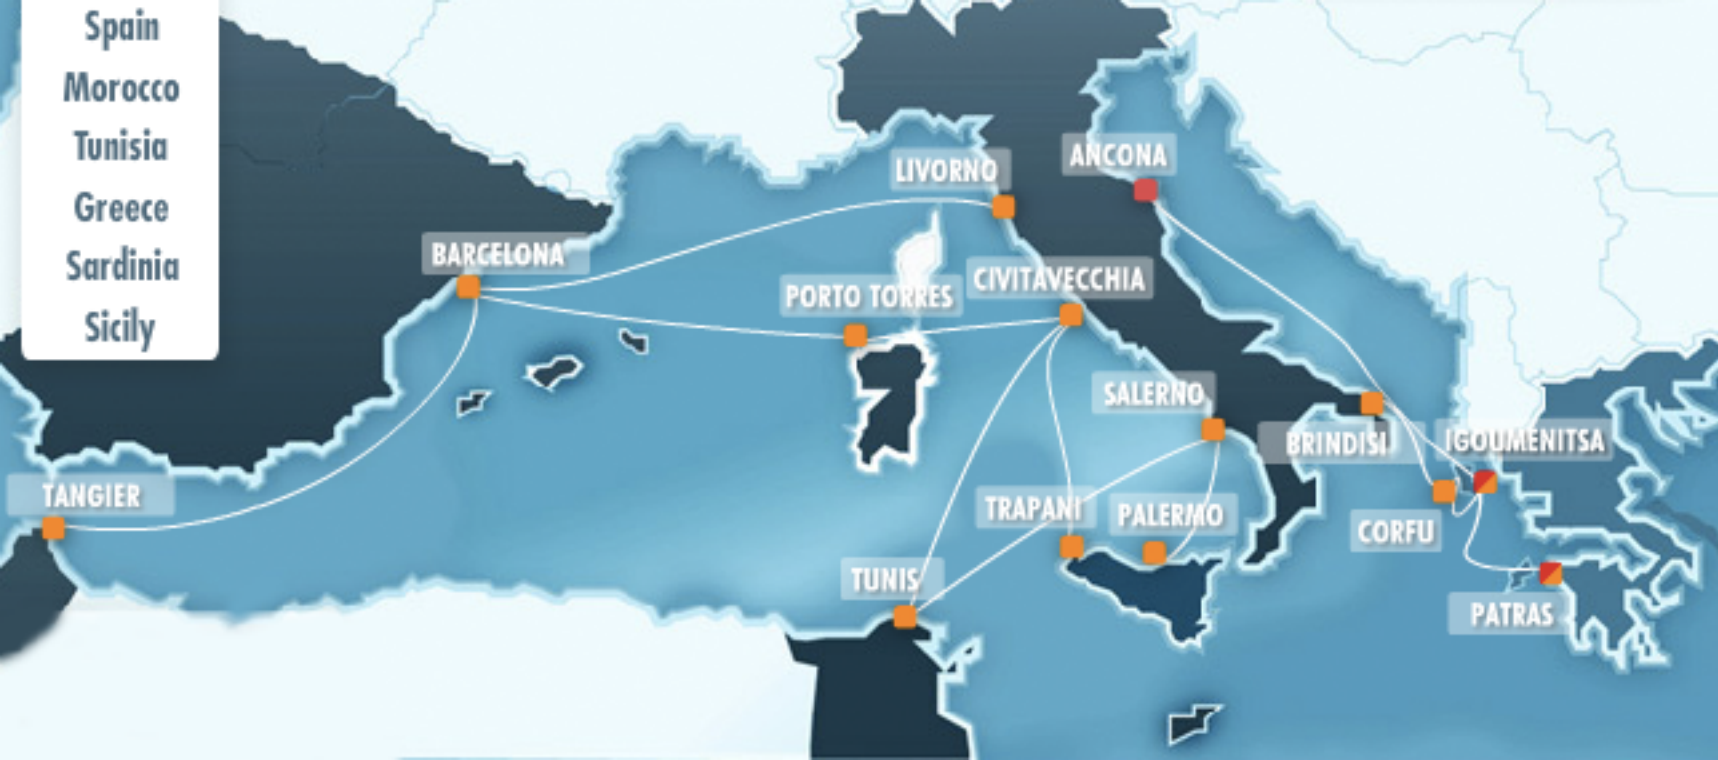 Spain
Morocco
Tunisia
Greece
Sardinia
Sicily
ANCONA
LIVORNO
BARCELONA
CIVITAVECCHIA
PORTO TORRES
SALERNO
BRINDISI
IGOUMENITSA
TANGIER
TRAPANI
PALERMO
CORFU
TUNIS
PATRAS